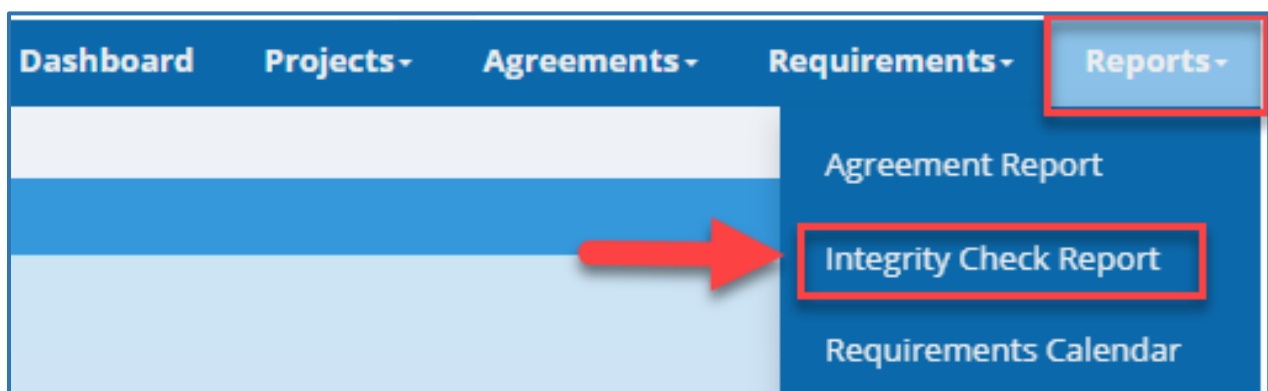 Dashboard Projects Agreements Requirements Reports
Agreement Report
Integrity Check Report
Requirements Calendar